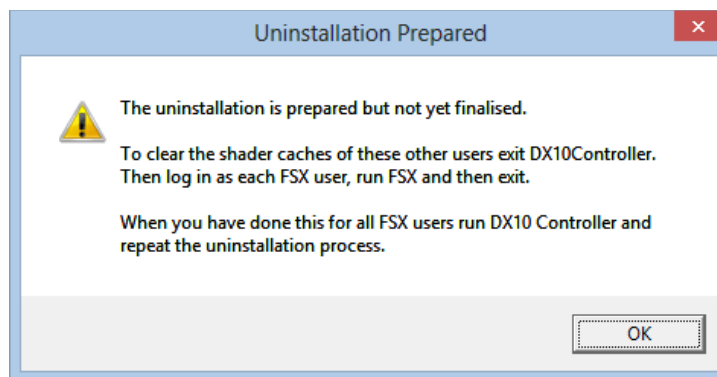 Uninstallation Prepared
The uninstallation is prepared but not yet finalised.
To clear the shader caches of these other users exit DX10Controller.
Then log in as each FSX user, run FSX and then exit.
When you have done this for all FSX users run DX10 Controller and
repeat the uninstallation process.
OK